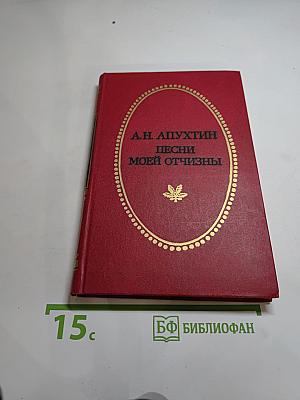 А.Н. АПУХТИН
ПЕСНИ
МОЕЙ ОТЧИЗНЫ
15с
БФ БИБЛИОФАН